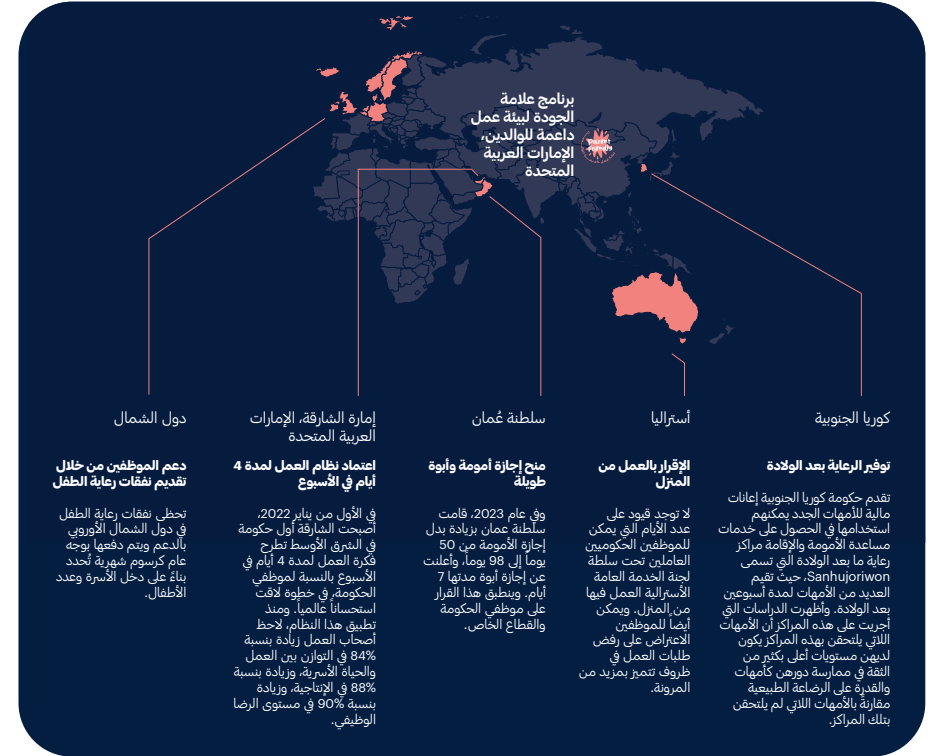 برنامج علامة
الجودة لبيئة عمل
داعمة للوالدين،
الإمارات العربية
المتحدة
كوريا الجنوبية
توفير الرعاية بعد الولادة
تقدم حكومة كوريا الجنوبية إعانات
مالية للأمهات الجدد يمكنهم
استخدامها في الحصول على خدمات
مساعدة الأمومة والإقامة مراكز
رعاية ما بعد الولادة التي تسمى
Sanhujoriwon، حيث تقيم
العديد من الأمهات لمدة أسبوعين
بعد الولادة. وأظهرت الدراسات التي
أجريت على هذه المراكز أن الأمهات
اللاتي يلتحقن بهذه المراكز يكون
لديهن مستويات أعلى بكثير من
الثقة في ممارسة دورهن كأمهات
والقدرة على الرضاعة الطبيعية
مقارنةً بالأمهات اللاتي لم يلتحقن
بتلك المراكز.
أستراليا
الإقرار بالعمل من
المنزل
لا توجد قيود على
عدد الأيام التي يمكن
للموظفين الحكوميين
العاملين تحت سلطة
لجنة الخدمة العامة
الأسترالية العمل فيها
من المنزل. ويمكن
أيضاً للموظفين
الاعتراض على رفض
طلبات العمل في
ظروف تتميز بمزيد من
المرونة.
سلطنة عُمان
منح إجازة أمومة وأبوة
طويلة
وفي عام 2023، قامت
سلطنة عمان بزيادة بدل
إجازة الأمومة من 50
يوماً إلى 98 يوماً، وأعلنت
عن إجازة أبوة مدتها 7
أيام. وينطبق هذا القرار
على موظفي الحكومة
والقطاع الخاص.
إمارة الشارقة، الإمارات
العربية المتحدة
اعتماد نظام العمل لمدة 4
أيام في الأسبوع
في الأول من يناير 2022،
أصبحت الشارقة أول حكومة
في الشرق الأوسط تطرح
فكرة العمل لمدة 4 أيام في
الأسبوع بالنسبة لموظفي
الحكومة، في خطوة لاقت
استحساناً عالمياً. ومنذ
تطبيق هذا النظام، لاحظ
أصحاب العمل زيادة بنسبة
84% في التوازن بين العمل
والحياة الأسرية، وزيادة بنسبة
88% في الإنتاجية، وزيادة
بنسبة 90% في مستوى الرضا
الوظيفي.
دول الشمال
دعم الموظفين من خلال
تقديم نفقات رعاية الطفل
تحظى نفقات رعاية الطفل
في دول الشمال الأوروبي
بالدعم ويتم دفعها بوجه
عام كرسوم شهرية تُحدد
بناءً على دخل الأسرة وعدد
الأطفال.